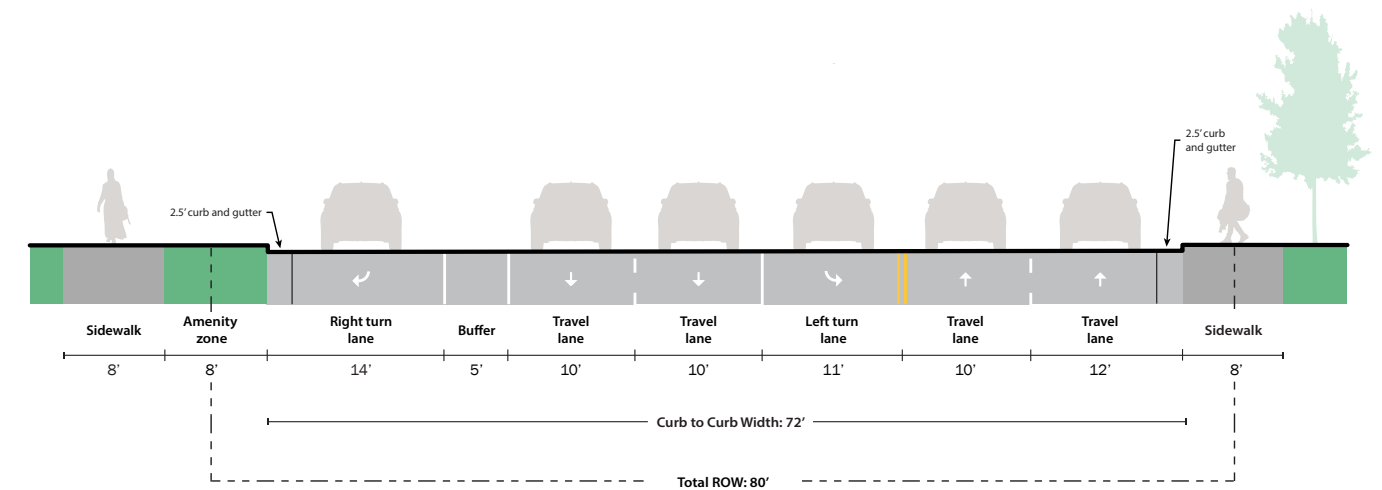 2.5’ curb
and gutter
2.5’ curb and gutter
Sidewalk
Amenity
zone
Right turn
lane
Buffer
Travel
lane
Travel
lane
Left turn
lane
Travel
lane
Travel
lane
Sidewalk
8’ 8’ 14’ 5’ 10’ 10’ 11’ 10’ 12’ 8’
Curb to Curb Width: 72’
Total ROW: 80’